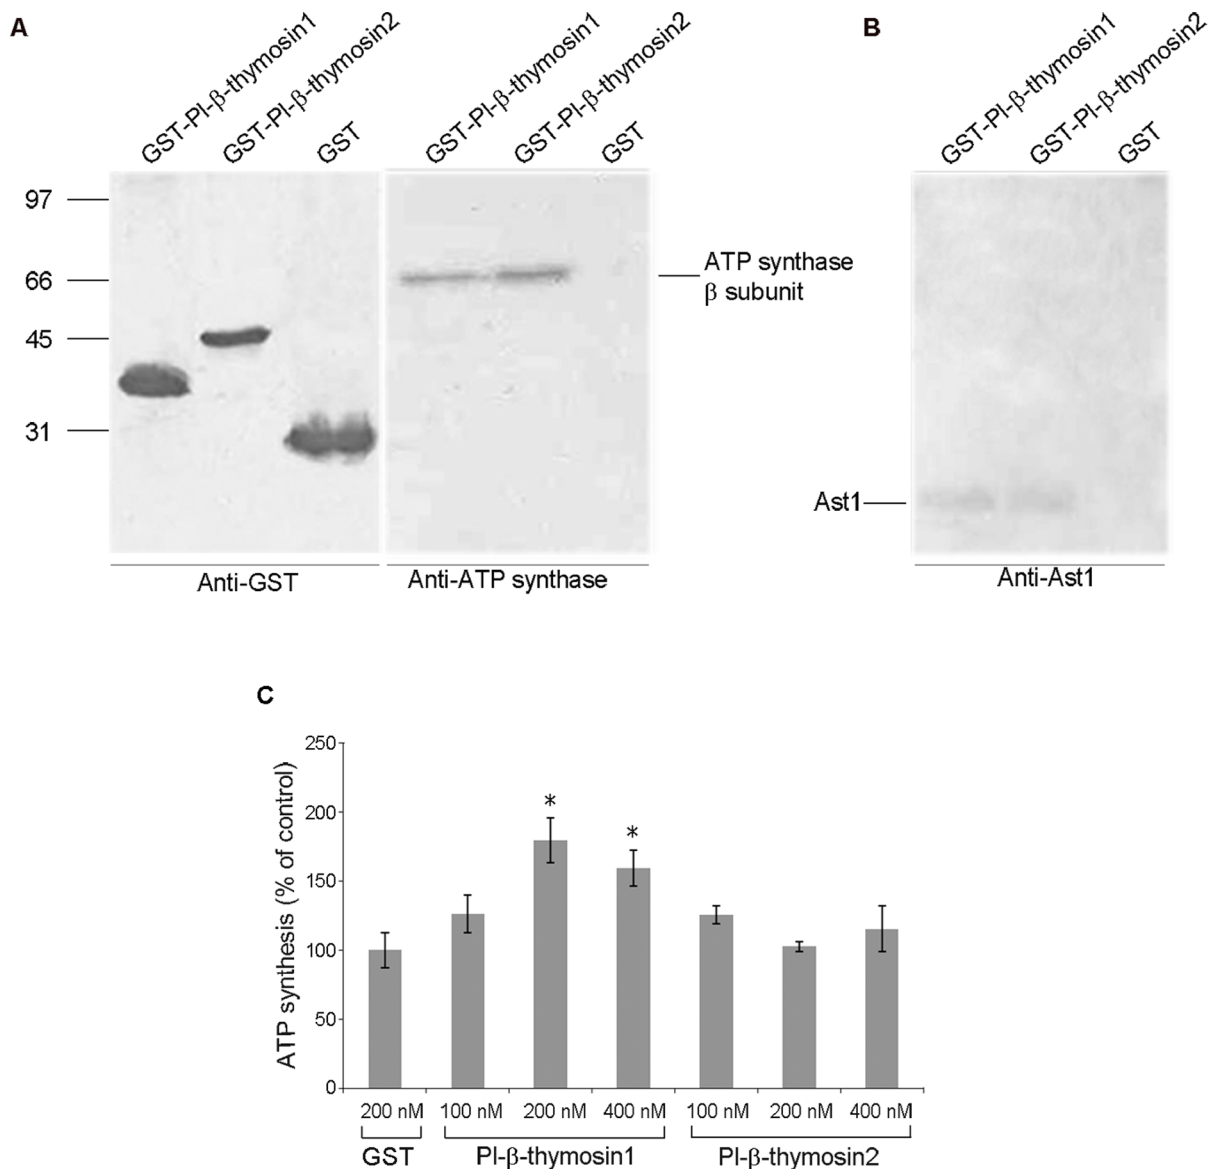 A
B
GST-Pl-β-thymosin1
GST-Pl-β-thymosin2
GST
GST-Pl-β-thymosin1
GST-Pl-β-thymosin2
GST
GST-Pl-β-thymosin1
GST-Pl-β-thymosin2
GST
97
66
45
31
ATP synthase
β subunit
Ast1
Anti-GST
Anti-ATP synthase
Anti-Ast1
C
ATP synthesis (% of control)
250
200
150
100
50
0
* *
200 nM 100 nM 200 nM 400 nM 100 nM 200 nM 400 nM
GST Pl-β-thymosin1 Pl-β-thymosin2